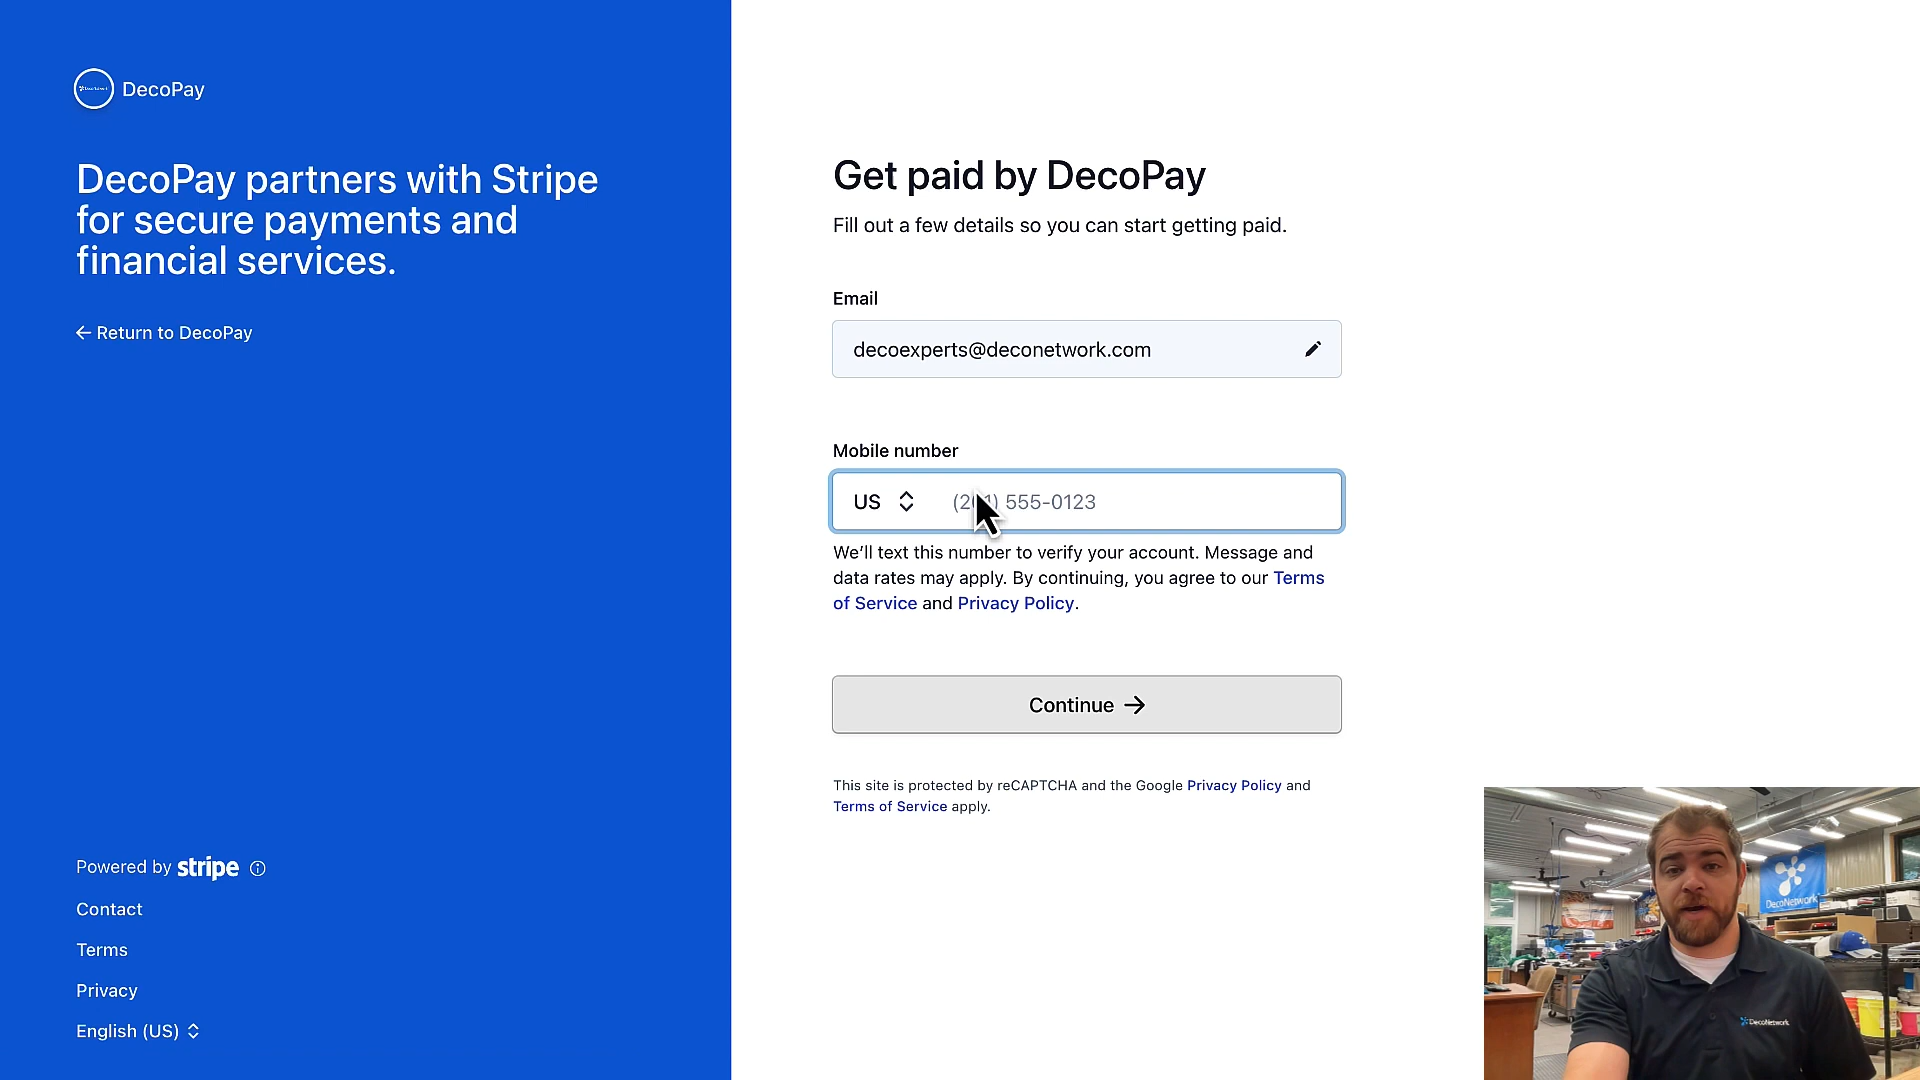 DecoPay
DecoPay partners with Stripe
for secure payments and
financial services.
← Return to DecoPay
Powered by stripe
Contact
Terms
Privacy
English (US)
Get paid by DecoPay
Fill out a few details so you can start getting paid.
Email
decoexperts@deconetwork.com
Mobile number
US
555-0123
We’ll text this number to verify your account. Message and
data rates may apply. By continuing, you agree to our Terms
of Service and Privacy Policy.
Continue →
This site is protected by reCAPTCHA and the Google Privacy Policy and
Terms of Service apply.
DecoNetwork
DecoNetwork